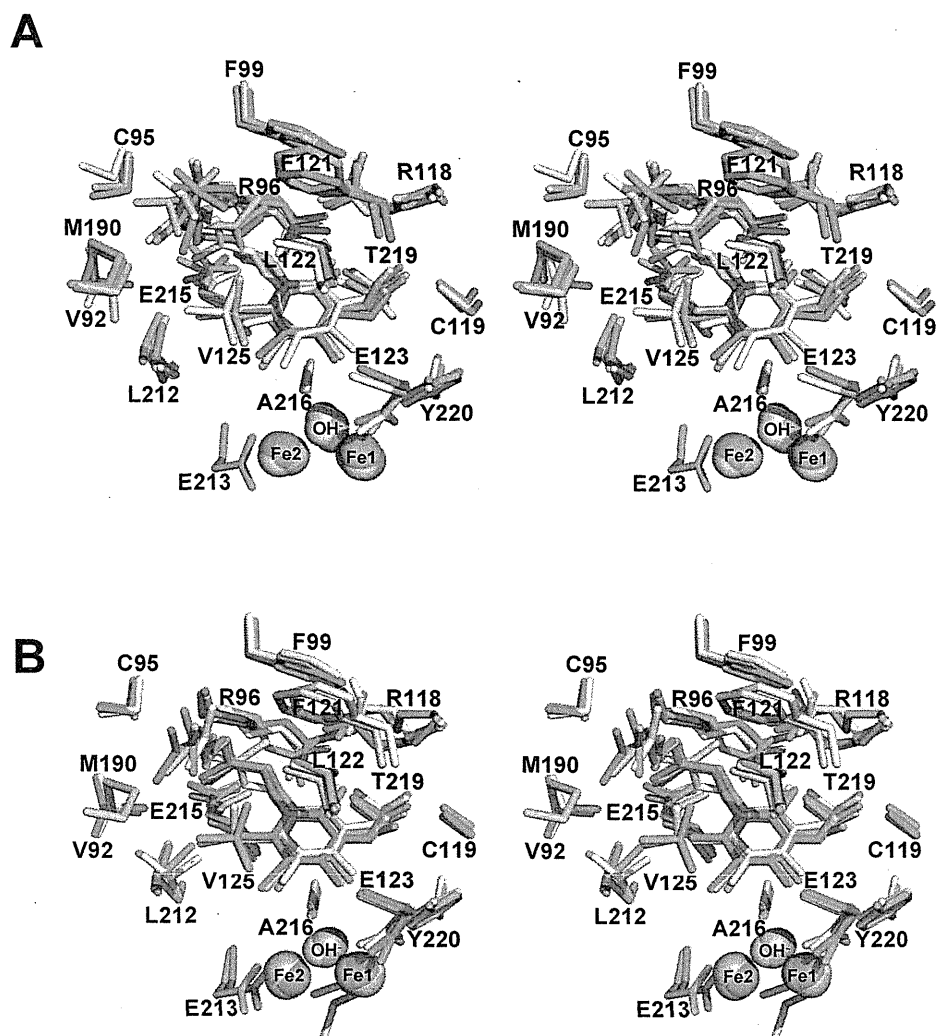 A
F99 F99
C95 C95
F121 F121
R118 R118
R96 R96
M190 M190
L122 L122
T219 T219
E215 E215
V92 V92
C119 C119
V125 V125
E123 E123
L212 L212
A216 A216
Y220 Y220
OH- OH
Fe2 Fe1 Fe2 Fe1
E213 E213
B
F99 F99
C95 C95
R96 R96
F121 F121
R118 R118
M190 M190
L122 L122
T219 T219
E215 E215
V92 V92
C119 C119
V125 V125
E123 E123
L212 L212
A216 A216
Y220 Y220
OH- OH-
Fe2 Fe1 Fe2 Fe1
E213 E213